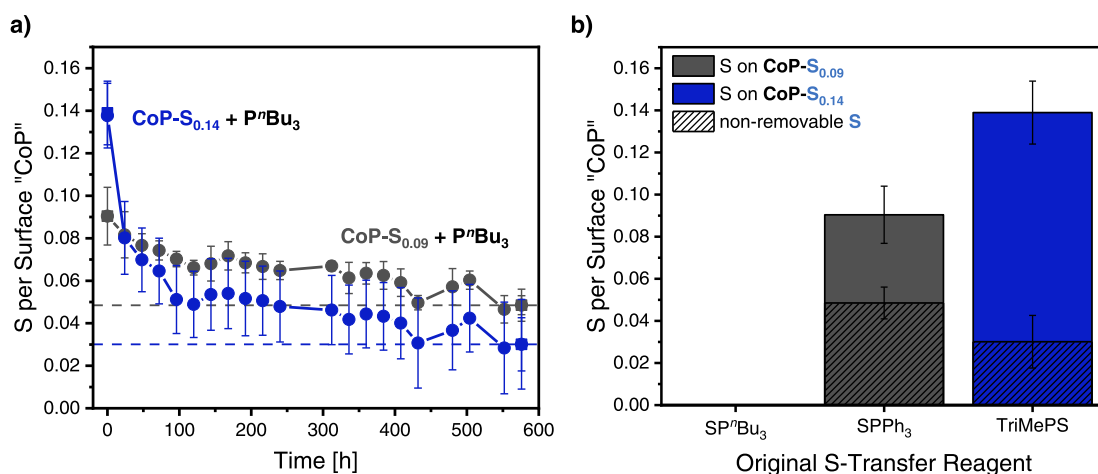 a)
S per Surface "CoP"
0.16
0.14
0.12
0.10
0.08
0.06
0.04
0.02
0.00
CoP-S0.14 + PnBu3
CoP-S0.09 + PnBu3
0
100
200
300
400
500
600
Time [h]
b)
S per Surface "CoP"
0.16
0.14
0.12
0.10
0.08
0.06
0.04
0.02
0.00
S on CoP-S0.09
S on CoP-S0.14
non-removable S
SPnBu3
SPPh3
TriMePS
Original S-Transfer Reagent